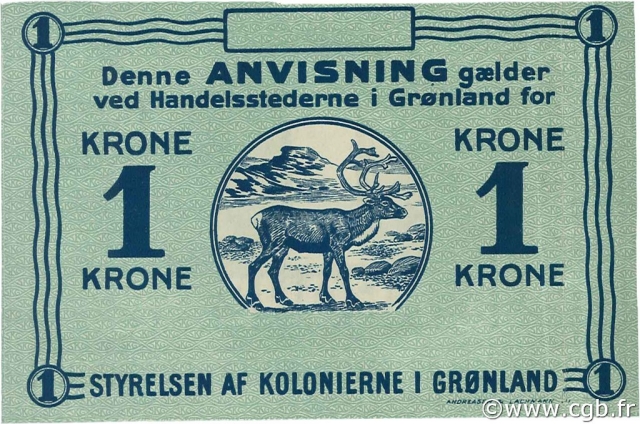 1 1
Denne ANVISNING gælder
ved Handelsstederne i Grønland for
KRONE KRONE
1 1
KRONE KRONE
1 STYRELSEN AF KOLONIERNE I GRØNLAND 1
©www.cgb.fr